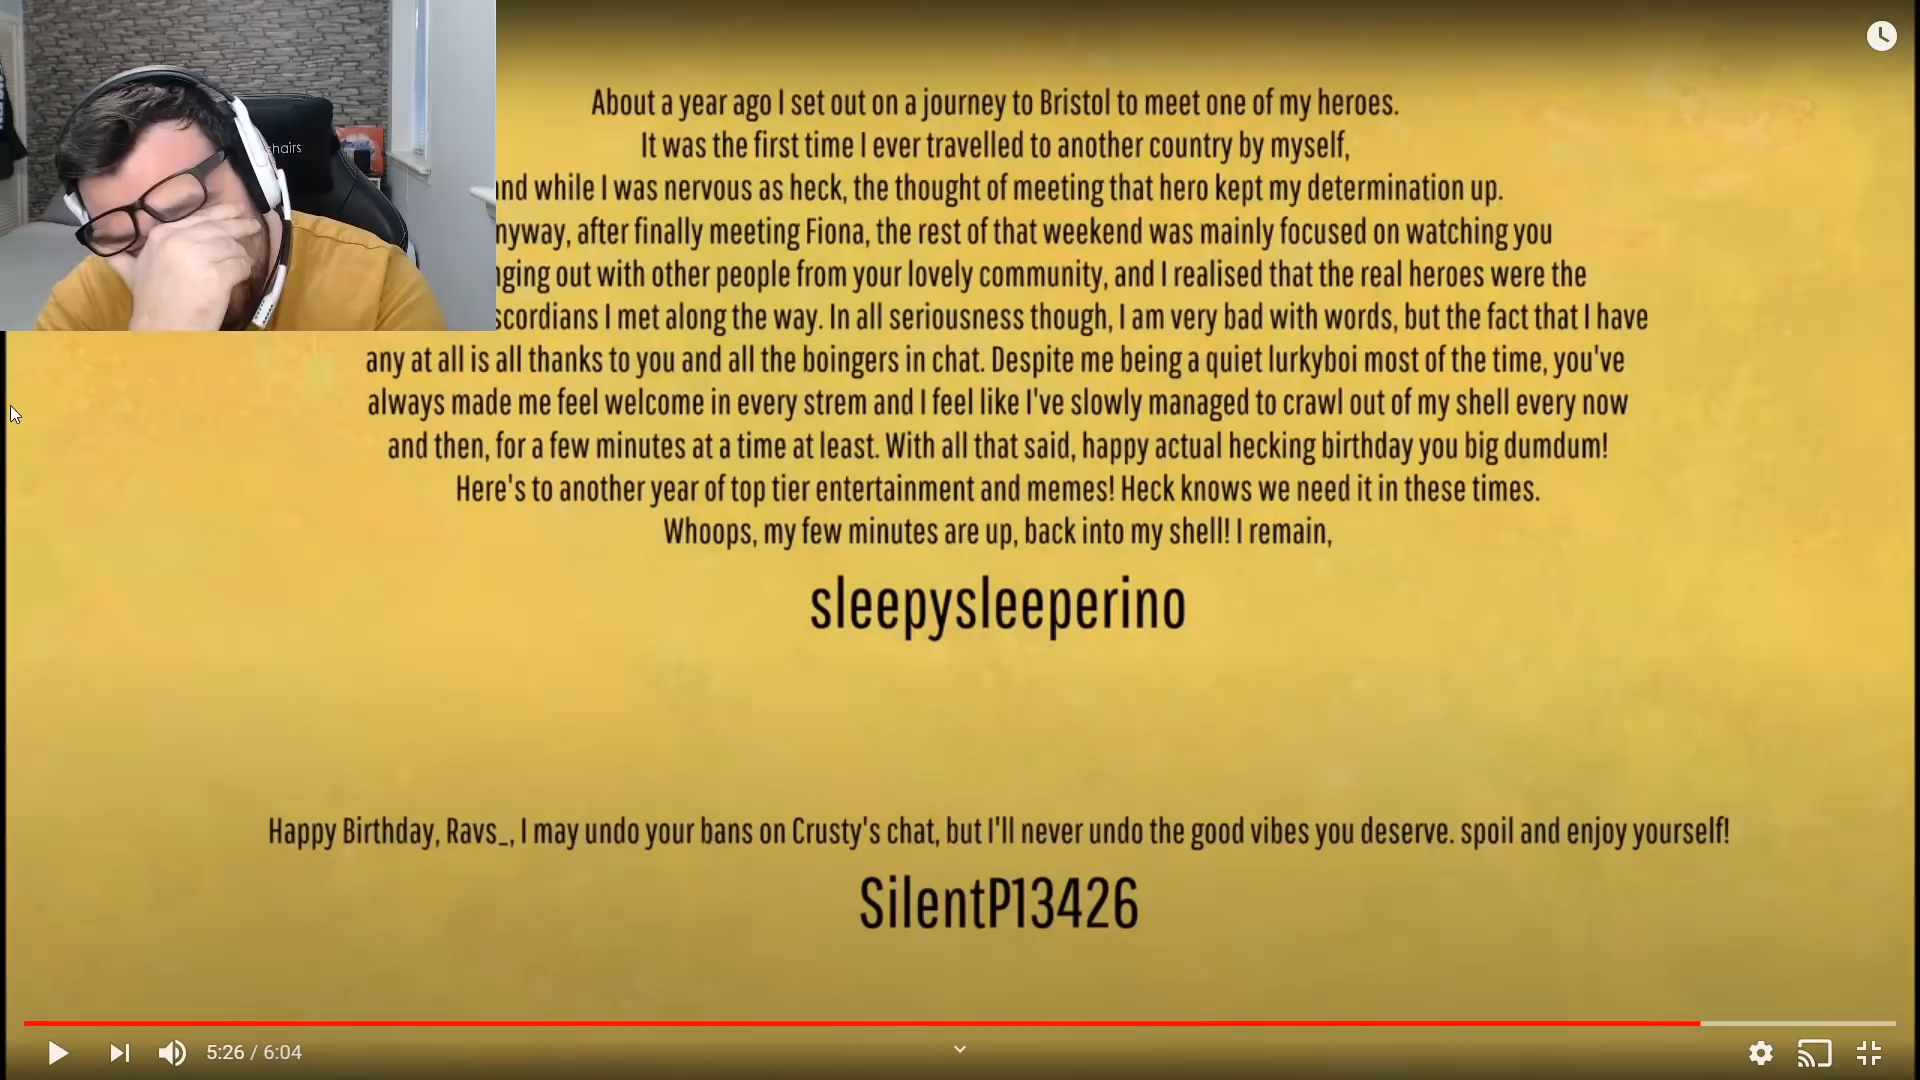 About a year ago I set out on a journey to Bristol to meet one of my heroes.
It was the first time I ever travelled to another country by myself,
while I was nervous as heck, the thought of meeting that hero kept my determination up.
after finally meeting Fiona, the rest of that weekend was mainly focused on watching you
out with other people from your lovely community, and I realised that the real heroes were the
I met along the way. In all seriousness though, I am very bad with words, but the fact that I have
any at all is all thanks to you and all the boingers in chat. Despite me being a quiet lurkyboi most of the time, you've
always made me feel welcome in every strem and I feel like I've slowly managed to crawl out of my shell every now
and then, for a few minutes at a time at least. With all that said, happy actual hecking birthday you big dumdum!
Here's to another year of top tier entertainment and memes! Heck knows we need it in these times.
Whoops, my few minutes are up, back into my shell! I remain,
sleepysleeperino
Happy Birthday, Ravs_, I may undo your bans on Crusty's chat, but I'll never undo the good vibes you deserve. spoil and enjoy yourself!
SilentP13426
5:26 / 6:04